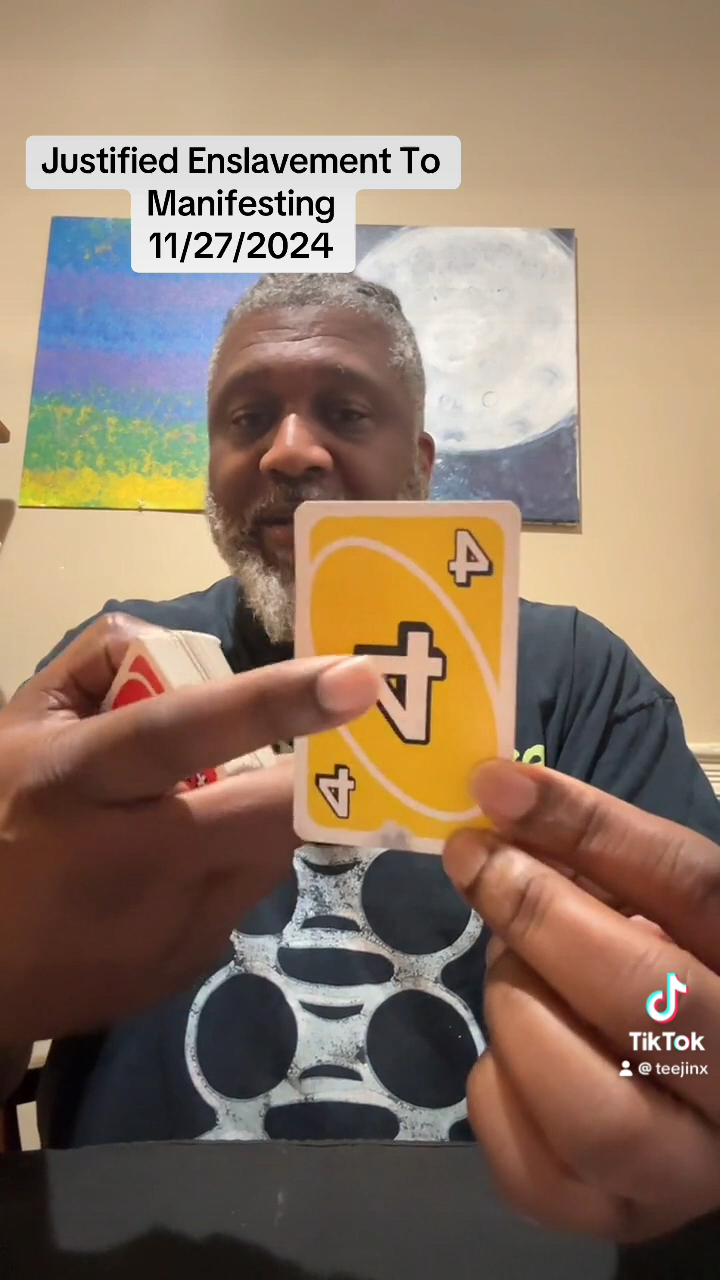 Justified Enslavement To
Manifesting
11/27/2024
4
4
4
TikTok
@teejinx